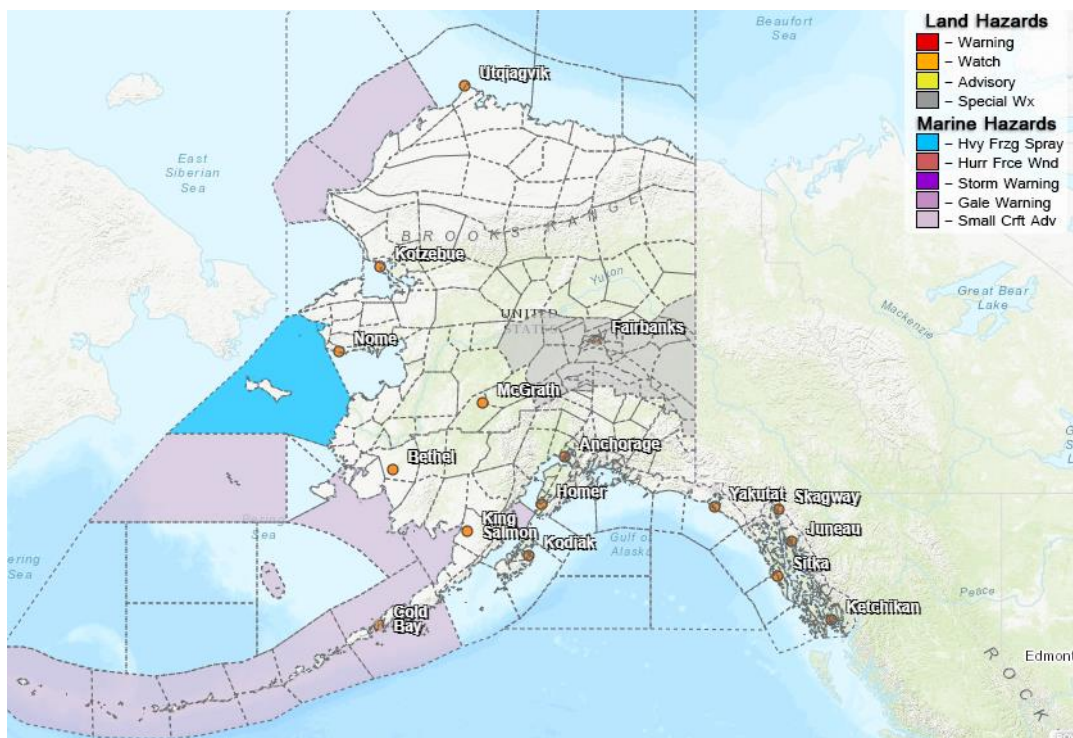 Beaufort
Sea
Land Hazards
– Warning
– Watch
– Advisory
– Special Wx
Marine Hazards
– Hvy Frzg Spray
– Hurr Frce Wnd
– Storm Warning
– Gale Warning
– Small Crft Adv
Utqiagvik
East
Siberian
Sea
BROOKS RANGE
Kotzebue
Yukon
Great Bear
Lake
Mackenzie
UNITED
STATES
Fairbanks
Nome
McGrath
Anchorage
Bethel
Homer
Yakutat
Skagway
King
Salmon
Juneau
Kodiak
Gulf of
Alaska
Sitka
ering
Sea
Peace
Cold
Bay
Ketchikan
Edmont
ROCK